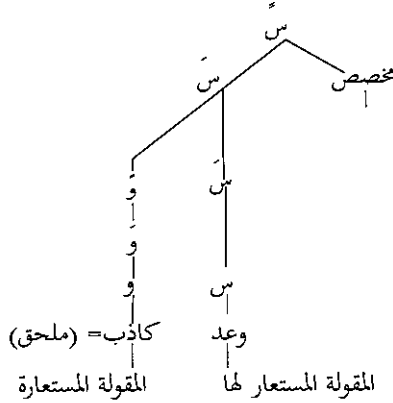 سً
سَ
مخصص
ا
وً سَ
وَ
و س
وعد كاذب= (ملحق)
المقولة المستعار لها المقولة المستعارة